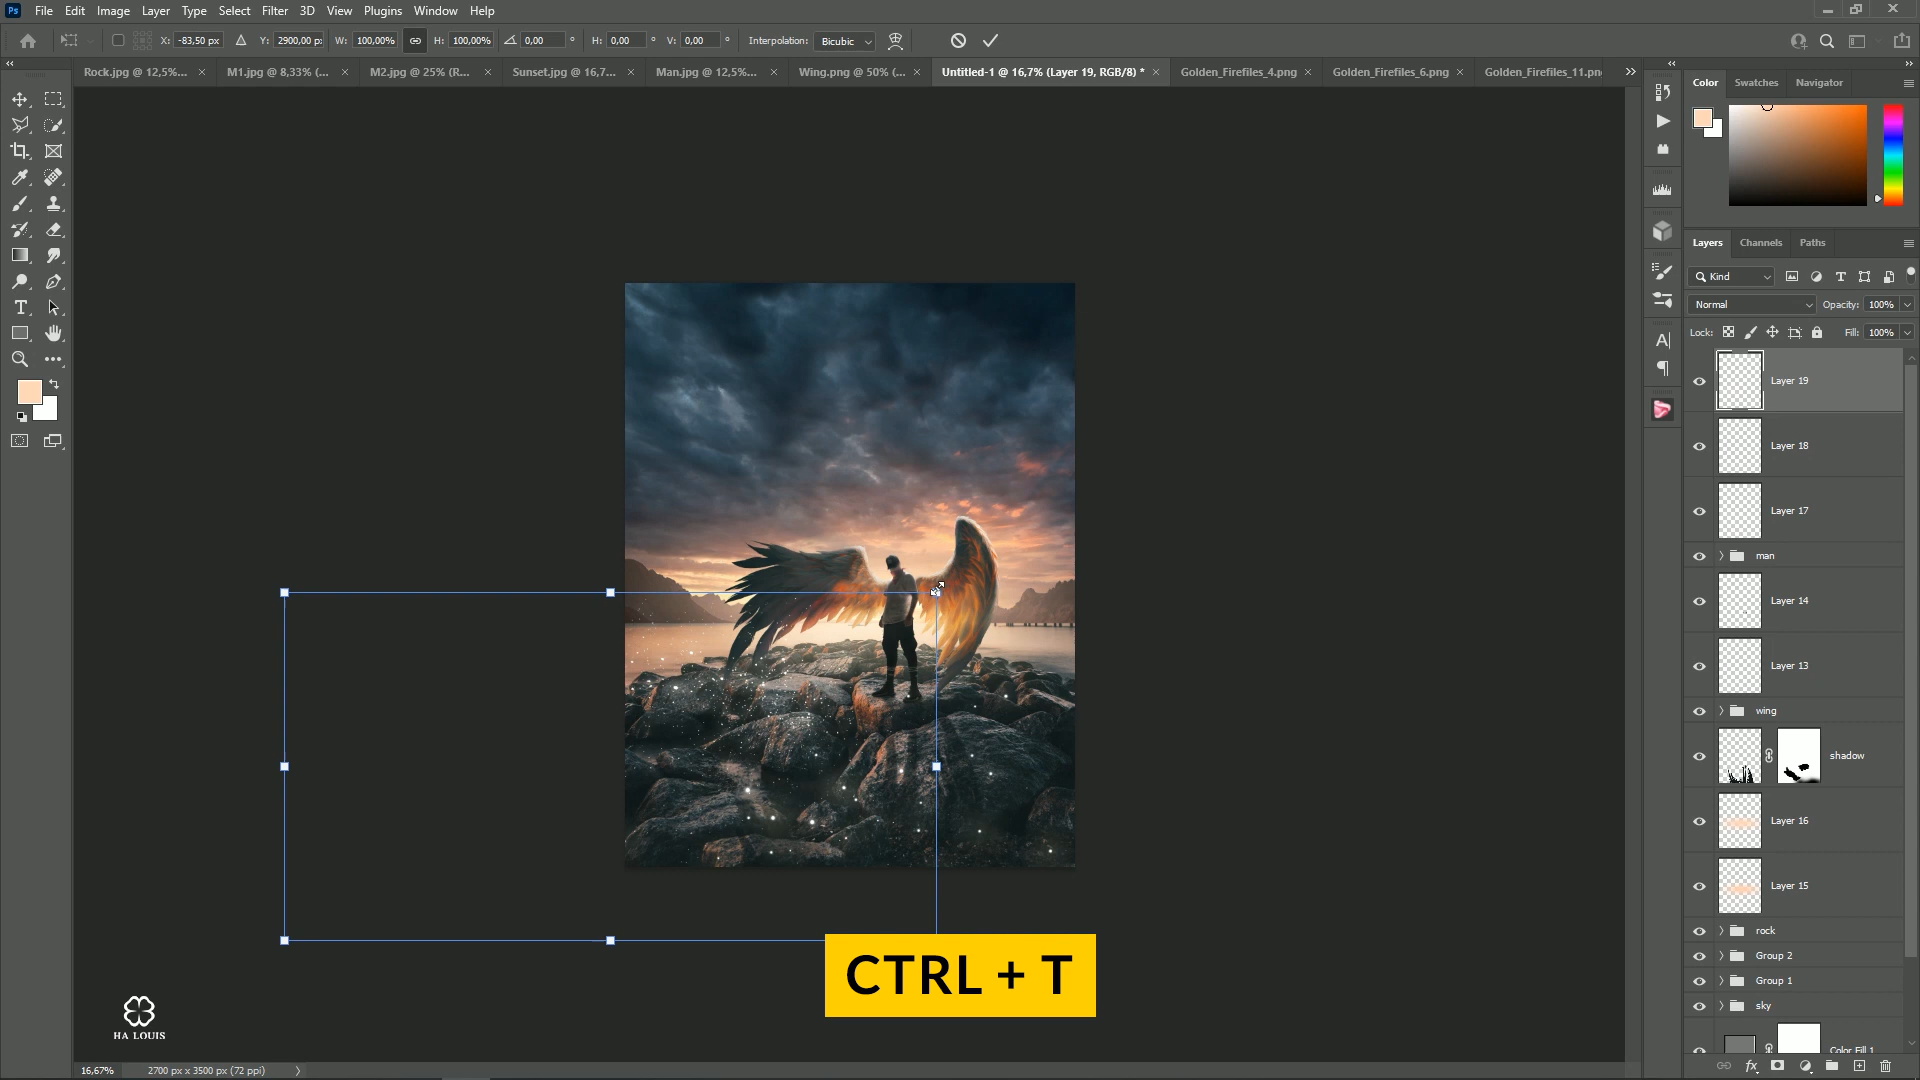 Ps File Edit Image Layer Type Select Filter 3D View Plugins Window Help
X: -83,50 px Y: 2900,00 px W: 100,00% H: 100,00% 0,00 ° H: 0,00 ° V: 0,00 ° Interpolation: Bicubic
Rock.jpg @ 12,5%... × M1.jpg @ 8,33% (... × M2.jpg @ 25% (R... × Sunset.jpg @ 16,7... × Man.jpg @ 12,5%... × Wing.png @ 50% (... × Untitled-1 @ 16,7% (Layer 19, RGB/8) * × Golden_Firefiles_4.png × Golden_Firefiles_6.png × Golden_Firefiles_11.png
Color Swatches Navigator
Layers Channels Paths
Kind
Normal Opacity: 100%
Lock: Fill: 100%
Layer 19
Layer 18
Layer 17
man
Layer 14
Layer 13
wing
shadow
Layer 16
Layer 15
rock
Group 2
Group 1
sky
Color Fill 1
CTRL + T
HA LOUIS
16,67% 2700 px x 3500 px (72 ppi)